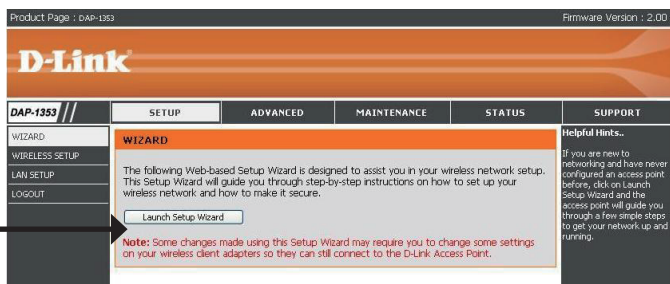 Product Page : DAP-1353
Firmware Version : 2.00
D-Link
DAP-1353
SETUP
ADVANCED
MAINTENANCE
STATUS
SUPPORT
WIZARD
WIRELESS SETUP
LAN SETUP
LOGOUT
WIZARD
The following Web-based Setup Wizard is designed to assist you in your wireless network setup.
This Setup Wizard will guide you through step-by-step instructions on how to set up your
wireless network and how to make it secure.
Launch Setup Wizard
Note: Some changes made using this Setup Wizard may require you to change some settings
on your wireless client adapters so they can still connect to the D-Link Access Point.
Helpful Hints..
If you are new to
networking and have never
configured an access point
before, click on Launch
Setup Wizard and the
access point will guide you
through a few simple steps
to get your network up and
running.